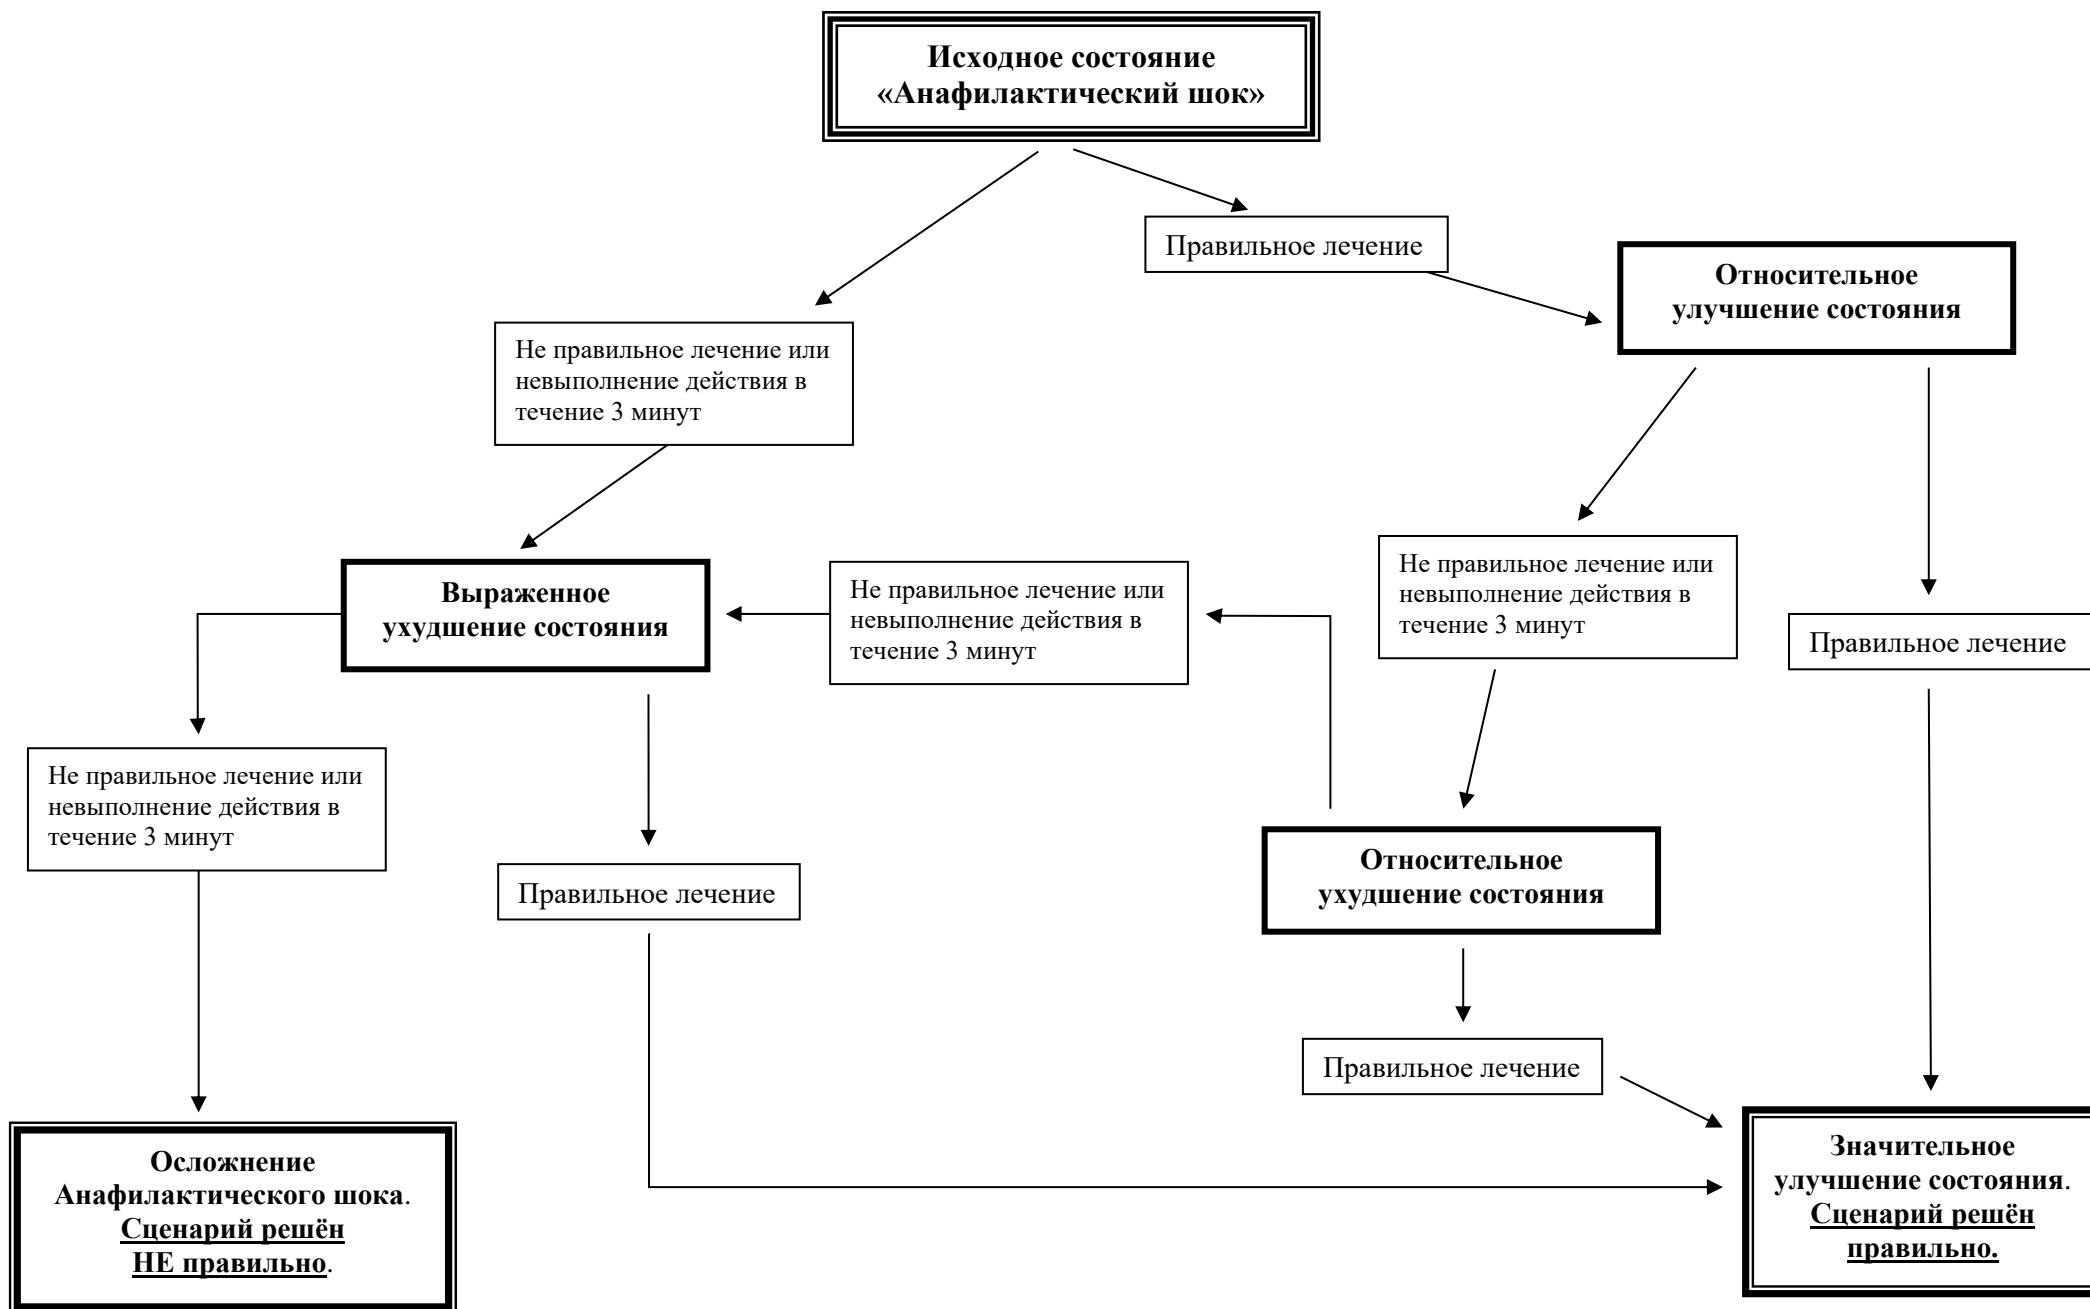 Исходное состояние
«Анафилактический шок»
Правильное лечение
Относительное
улучшение состояния
Не правильное лечение или
невыполнение действия в
течение 3 минут
Выраженное
ухудшение состояния
Не правильное лечение или
невыполнение действия в
течение 3 минут
Не правильное лечение или
невыполнение действия в
течение 3 минут
Правильное лечение
Не правильное лечение или
невыполнение действия в
течение 3 минут
Правильное лечение
Относительное
ухудшение состояния
Правильное лечение
Осложнение
Анафилактического шока.
Сценарий решён
НЕ правильно.
Значительное
улучшение состояния.
Сценарий решён
правильно.